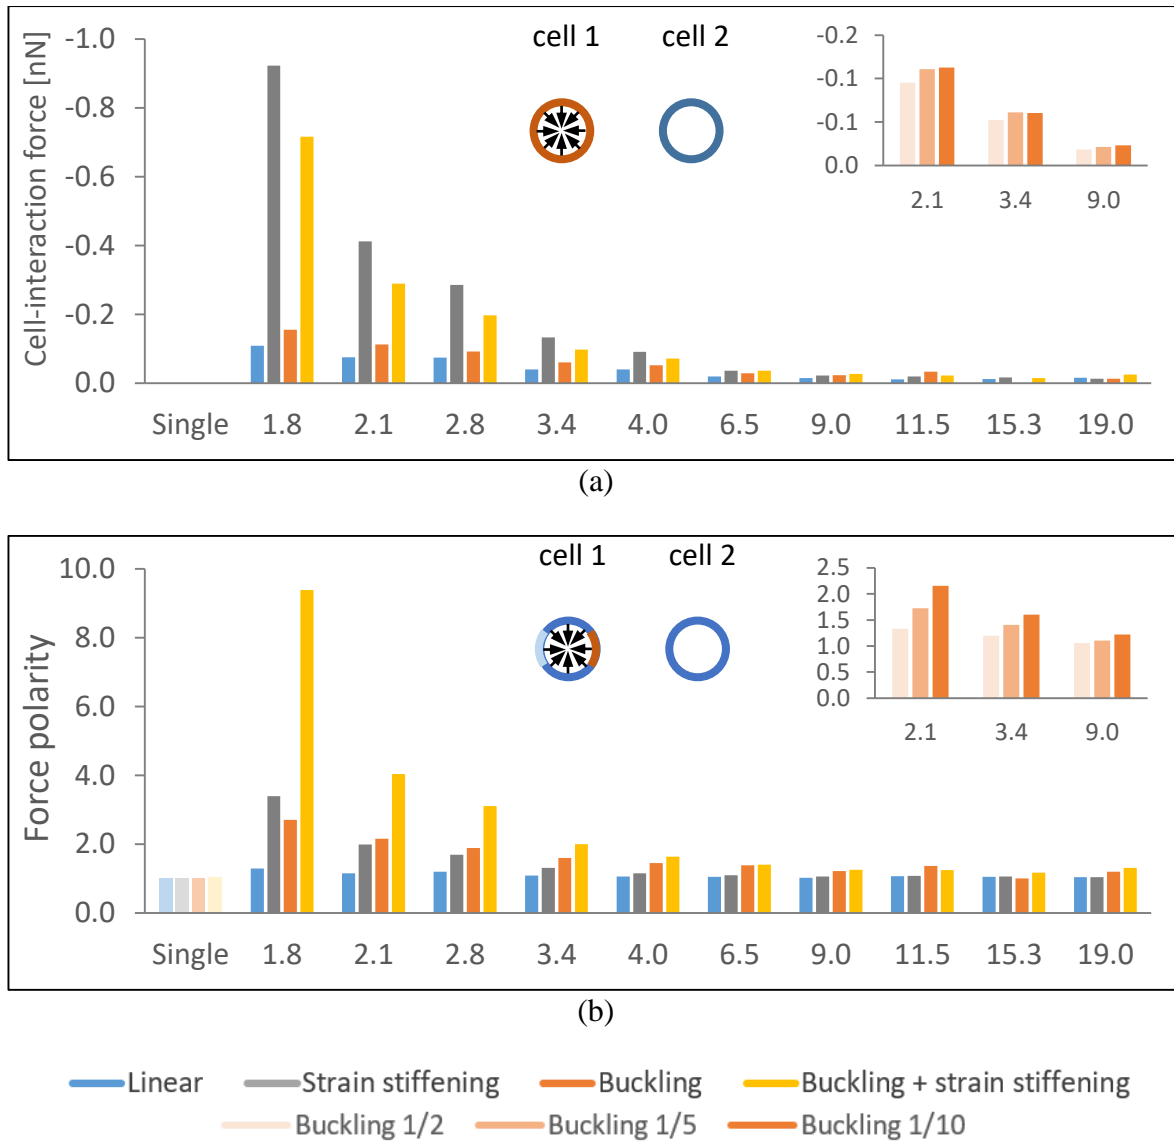 cell 1 cell 2
Cell-interaction force [nN]
-1.0
-0.8
-0.6
-0.4
-0.2
0.0
Single 1.8 2.1 2.8 3.4 4.0 6.5 9.0 11.5 15.3 19.0
-0.2
-0.1
-0.1
0.0
2.1 3.4 9.0
(a)
cell 1 cell 2
Force polarity
10.0
8.0
6.0
4.0
2.0
0.0
Single 1.8 2.1 2.8 3.4 4.0 6.5 9.0 11.5 15.3 19.0
2.5
2.0
1.5
1.0
0.5
0.0
2.1 3.4 9.0
(b)
Linear Strain stiffening Buckling Buckling + strain stiffening
Buckling 1/2 Buckling 1/5 Buckling 1/10